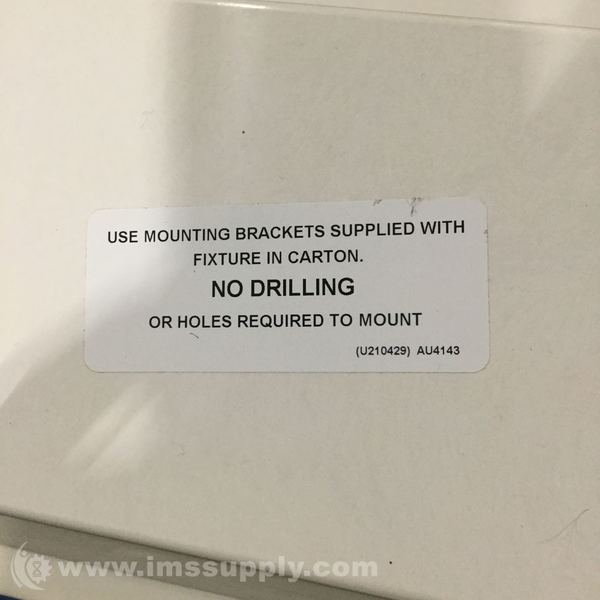 USE MOUNTING BRACKETS SUPPLIED WITH
FIXTURE IN CARTON.
NO DRILLING
OR HOLES REQUIRED TO MOUNT
(U210429) AU4143
www.imssupply.com